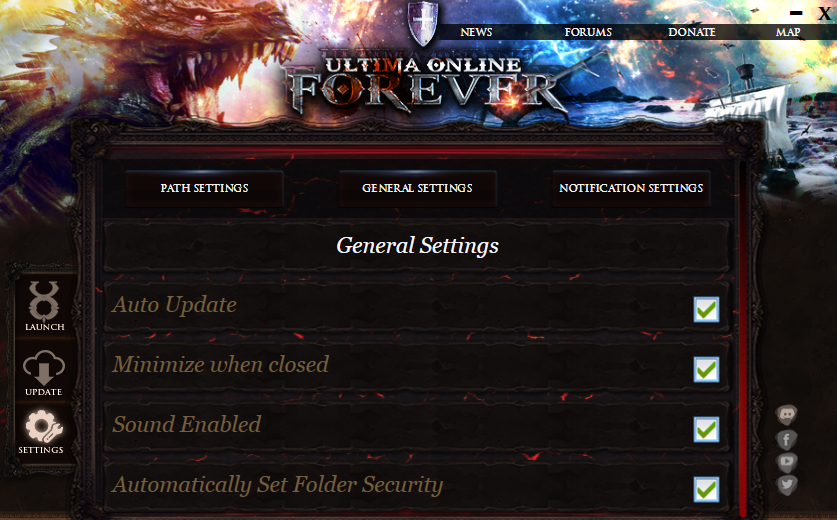 X
NEWS
FORUMS
DONATE
MAP
ULTIMA ONLINE
FOREVER
PATH SETTINGS
GENERAL SETTINGS
NOTIFICATION SETTINGS
General Settings
Auto Update
LAUNCH
Minimize when closed
UPDATE
Sound Enabled
SETTINGS
Automatically Set Folder Security